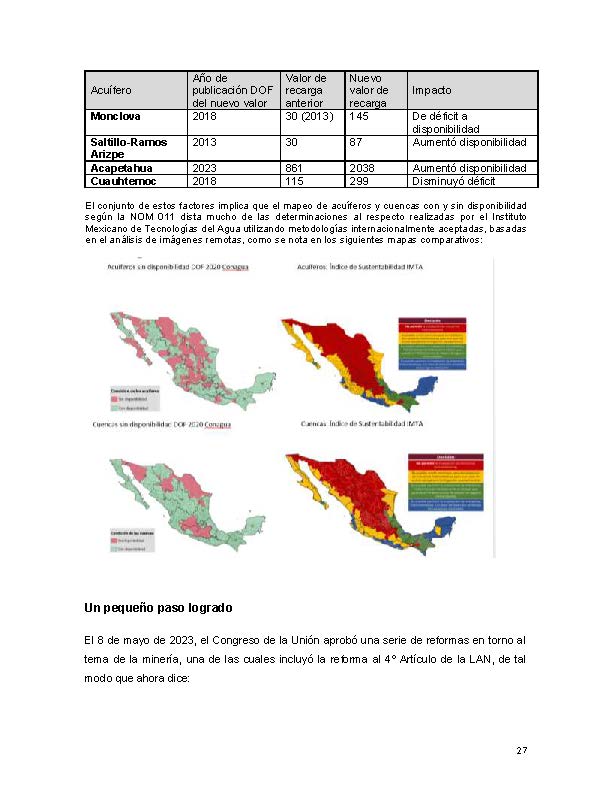 Acuífero
Año de publicación DOF del nuevo valor
Valor de recarga anterior
Nuevo valor de recarga
Impacto
Monclova 2018 30 (2013) 145 De déficit a disponibilidad
Saltillo-Ramos Arizpe 2013 30 87 Aumentó disponibilidad
Acapetahua 2023 861 2038 Aumentó disponibilidad
Cuauhtemoc 2018 115 299 Disminuyó déficit
El conjunto de estos factores implica que el mapeo de acuíferos y cuencas con y sin disponibilidad
según la NOM 011 dista mucho de las determinaciones al respecto realizadas por el Instituto
Mexicano de Tecnologías del Agua utilizando metodologías internacionalmente aceptadas, basadas
en el análisis de imágenes remotas, como se nota en los siguientes mapas comparativos:
Acuíferos sin disponibilidad DOF 2020 Conagua
Acuíferos: Índice de Sustentabilidad IMTA
Sin disponibilidad
Con disponibilidad
Cuencas sin disponibilidad DOF 2020 Conagua
Cuencas Índice de Sustentabilidad IMTA
Condición de las cuencas
Sin disponibilidad
Con disponibilidad
Un pequeño paso logrado
El 8 de mayo de 2023, el Congreso de la Unión aprobó una serie de reformas en torno al
tema de la minería, una de las cuales incluyó la reforma al 4° Artículo de la LAN, de tal
modo que ahora dice:
27